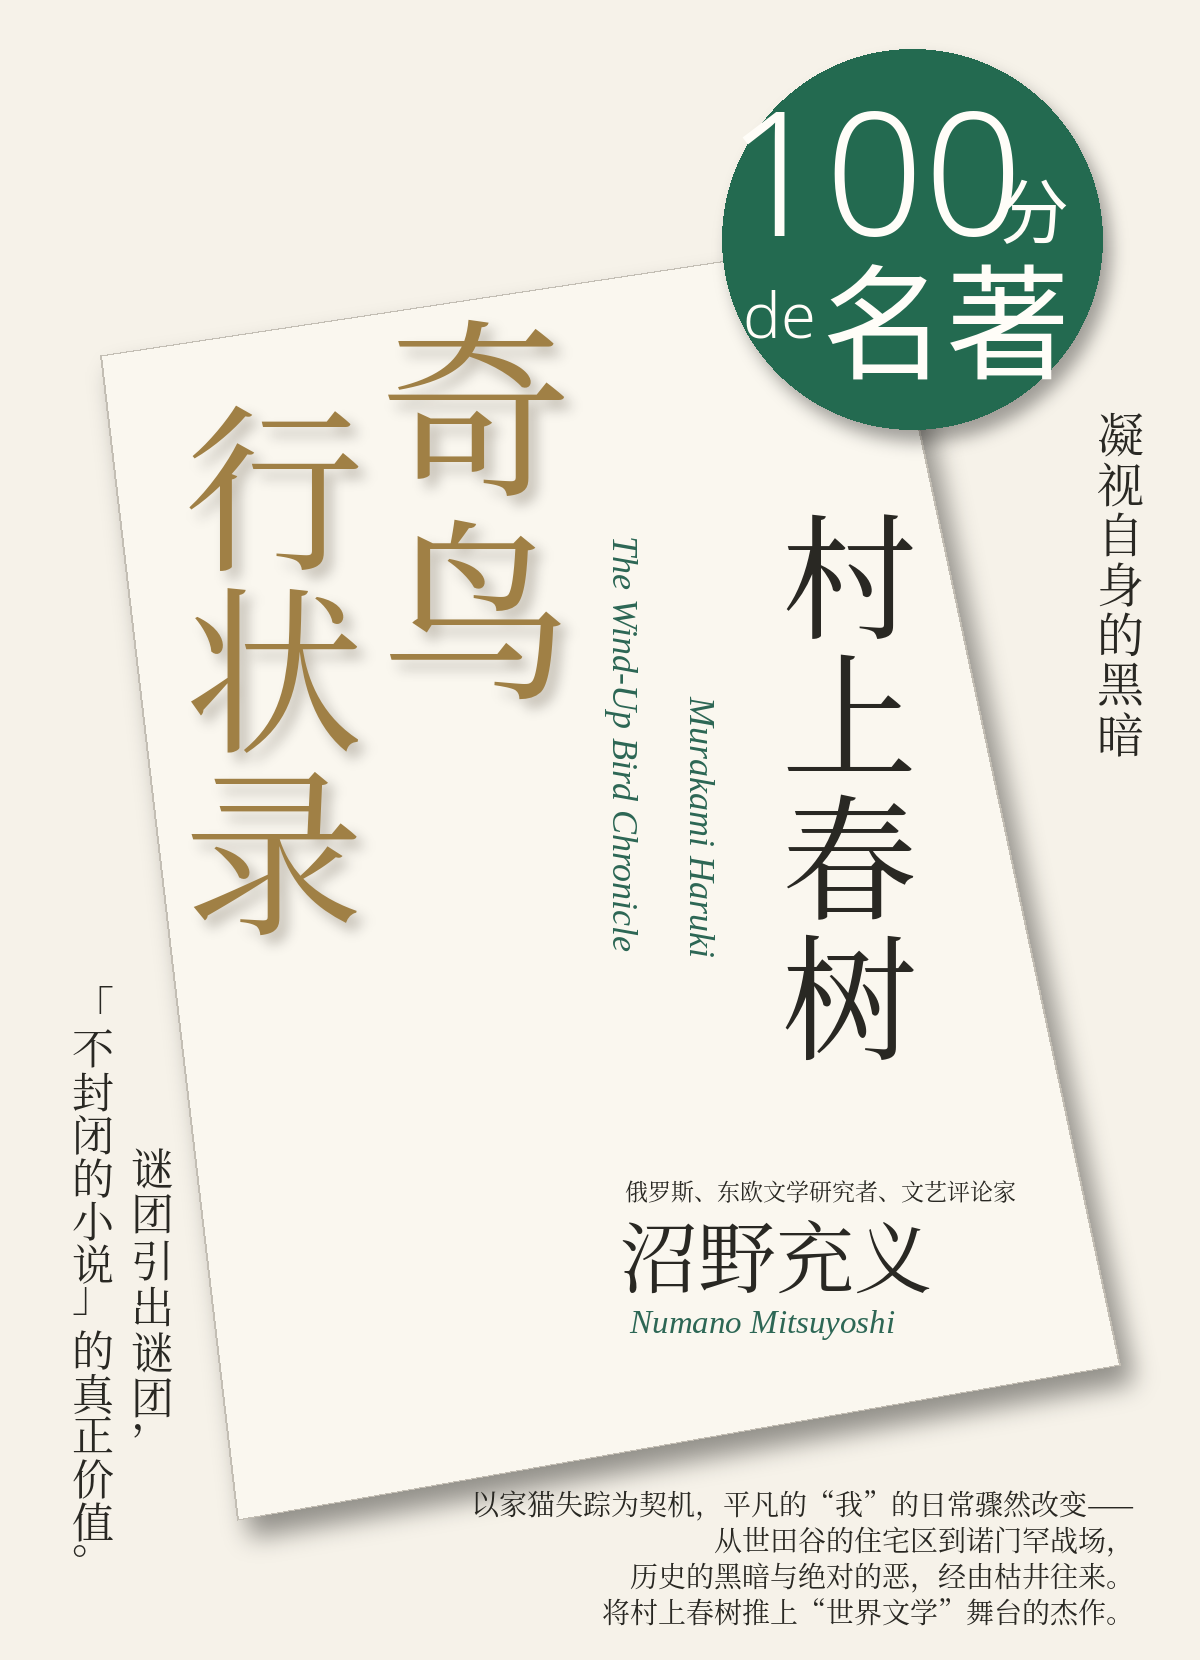 100分
de名著
凝视自身的黑暗
村上春树
Murakami Haruki
The Wind-Up Bird Chronicle
奇鸟
行状录
俄罗斯、东欧文学研究者、文艺评论家
沼野充义
Numano Mitsuyoshi
谜团引出谜团，
「不封闭的小说」的真正价值。
以家猫失踪为契机，平凡的“我”的日常骤然改变——
从世田谷的住宅区到诺门罕战场，
历史的黑暗与绝对的恶，经由枯井往来。
将村上春树推上“世界文学”舞台的杰作。